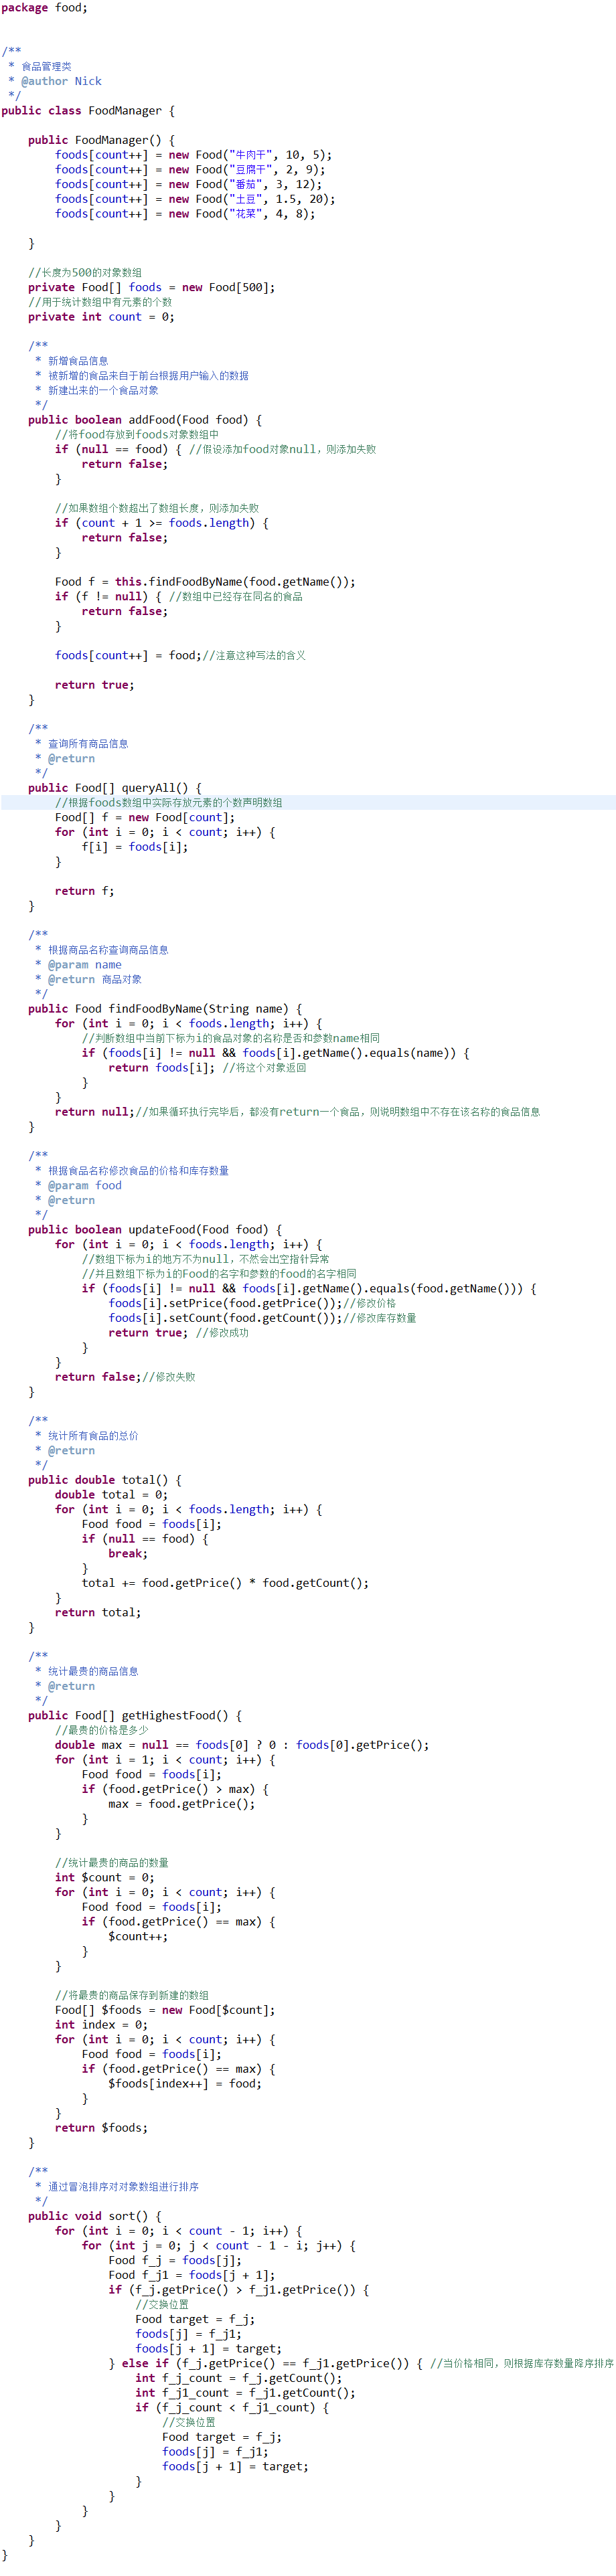 package food;
/**
 * 食品管理类
 * @author Nick
 */
public class FoodManager {
    public FoodManager() {
        foods[count++] = new Food("牛肉干", 10, 5);
        foods[count++] = new Food("豆腐干", 2, 9);
        foods[count++] = new Food("番茄", 3, 12);
        foods[count++] = new Food("土豆", 1.5, 20);
        foods[count++] = new Food("花菜", 4, 8);
    }
    //长度为500的对象数组
    private Food[] foods = new Food[500];
    //用于统计数组中有元素的个数
    private int count = 0;
    /**
     * 新增食品信息
     * 被新增的食品来自于前台根据用户输入的数据
     * 新建出来的一个食品对象
     */
    public boolean addFood(Food food) {
        //将food存放到foods对象数组中
        if (null == food) { //假设添加food对象null，则添加失败
            return false;
        }
        //如果数组个数超出了数组长度，则添加失败
        if (count + 1 >= foods.length) {
            return false;
        }
        Food f = this.findFoodByName(food.getName());
        if (f != null) { //数组中已经存在同名的食品
            return false;
        }
        foods[count++] = food;//注意这种写法的含义
        return true;
    }
    /**
     * 查询所有商品信息
     * @return
     */
    public Food[] queryAll() {
        //根据foods数组中实际存放元素的个数声明数组
        Food[] f = new Food[count];
        for (int i = 0; i < count; i++) {
            f[i] = foods[i];
        }
        return f;
    }
    /**
     * 根据商品名称查询商品信息
     * @param name
     * @return 商品对象
     */
    public Food findFoodByName(String name) {
        for (int i = 0; i < foods.length; i++) {
            //判断数组中当前下标为i的食品对象的名称是否和参数name相同
            if (foods[i] != null && foods[i].getName().equals(name)) {
                return foods[i]; //将这个对象返回
            }
        }
        return null;//如果循环执行完毕后，都没有return一个食品，则说明数组中不存在该名称的食品信息
    }
    /**
     * 根据食品名称修改食品的价格和库存数量
     * @param food
     * @return
     */
    public boolean updateFood(Food food) {
        for (int i = 0; i < foods.length; i++) {
            //数组下标为i的地方不为null，不然会出空指针异常
            //并且数组下标为i的Food的名字和参数的food的名字相同
            if (foods[i] != null && foods[i].getName().equals(food.getName())) {
                foods[i].setPrice(food.getPrice());//修改价格
                foods[i].setCount(food.getCount());//修改库存数量
                return true; //修改成功
            }
        }
        return false;//修改失败
    }
    /**
     * 统计所有食品的总价
     * @return
     */
    public double total() {
        double total = 0;
        for (int i = 0; i < foods.length; i++) {
            Food food = foods[i];
            if (null == food) {
                break;
            }
            total += food.getPrice() * food.getCount();
        }
        return total;
    }
    /**
     * 统计最贵的商品信息
     * @return
     */
    public Food[] getHighestFood() {
        //最贵的价格是多少
        double max = null == foods[0] ? 0 : foods[0].getPrice();
        for (int i = 1; i < count; i++) {
            Food food = foods[i];
            if (food.getPrice() > max) {
                max = food.getPrice();
            }
        }
        //统计最贵的商品的数量
        int $count = 0;
        for (int i = 0; i < count; i++) {
            Food food = foods[i];
            if (food.getPrice() == max) {
                $count++;
            }
        }
        //将最贵的商品保存到新建的数组
        Food[] $foods = new Food[$count];
        int index = 0;
        for (int i = 0; i < count; i++) {
            Food food = foods[i];
            if (food.getPrice() == max) {
                $foods[index++] = food;
            }
        }
        return $foods;
    }
    /**
     * 通过冒泡排序对对象数组进行排序
     */
    public void sort() {
        for (int i = 0; i < count - 1; i++) {
            for (int j = 0; j < count - 1 - i; j++) {
                Food f_j = foods[j];
                Food f_j1 = foods[j + 1];
                if (f_j.getPrice() > f_j1.getPrice()) {
                    //交换位置
                    Food target = f_j;
                    foods[j] = f_j1;
                    foods[j + 1] = target;
                } else if (f_j.getPrice() == f_j1.getPrice()) { //当价格相同，则根据库存数量降序排序
                    int f_j_count = f_j.getCount();
                    int f_j1_count = f_j1.getCount();
                    if (f_j_count < f_j1_count) {
                        //交换位置
                        Food target = f_j;
                        foods[j] = f_j1;
                        foods[j + 1] = target;
                    }
                }
            }
        }
    }
}